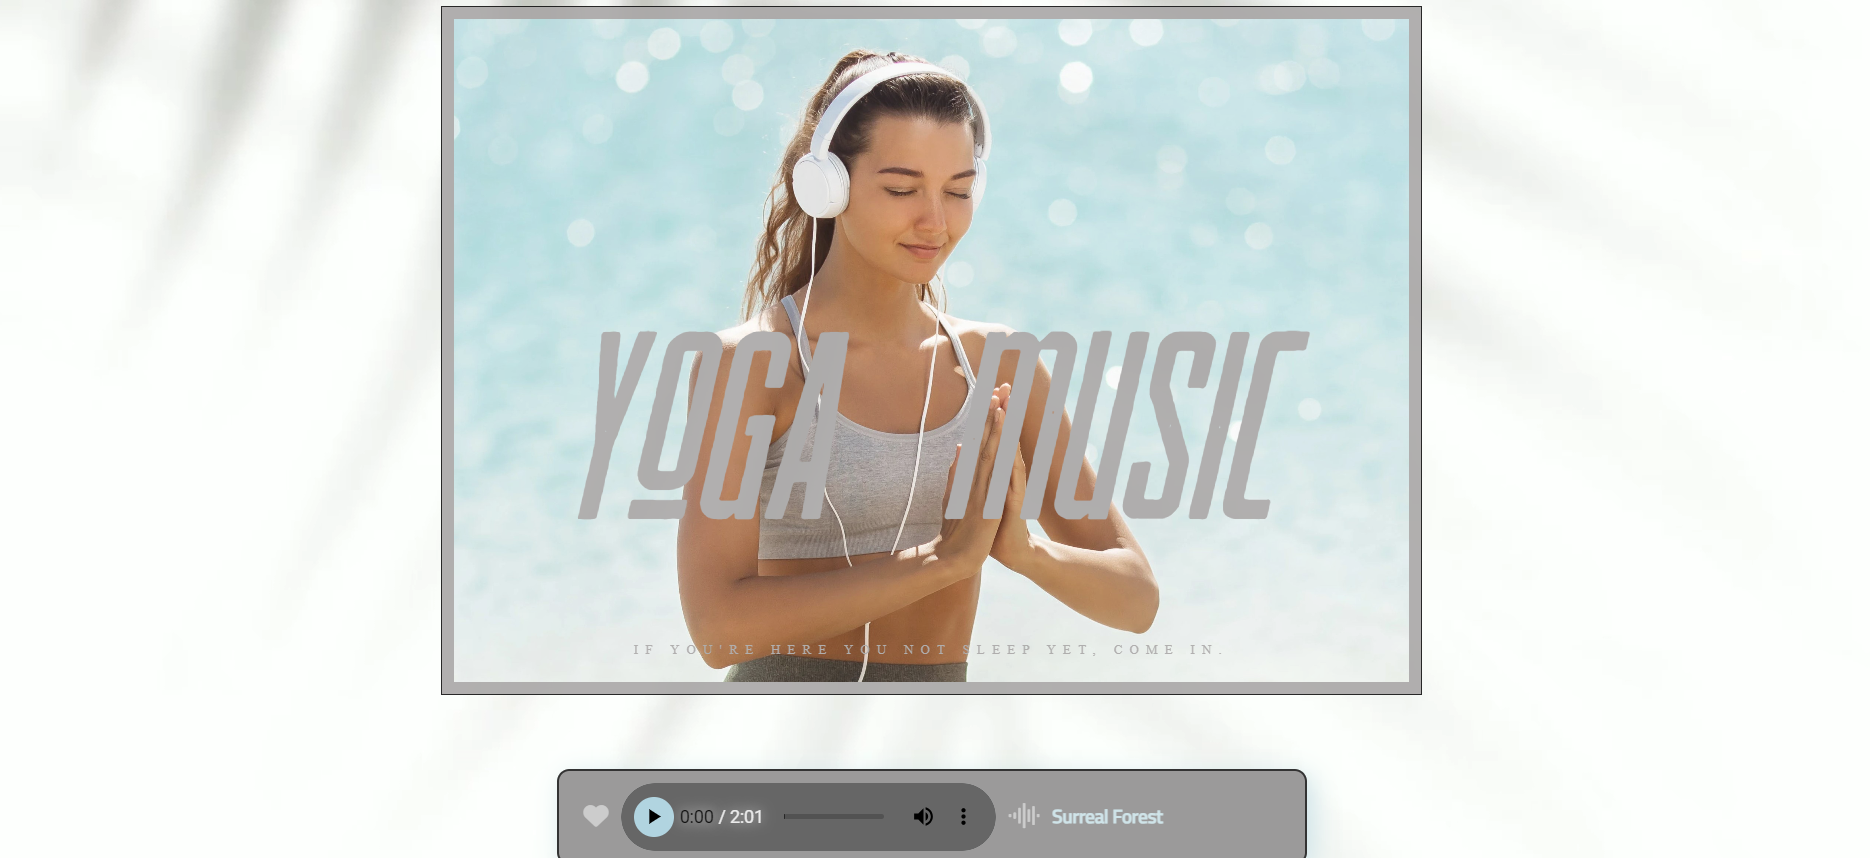 YOGA MUSIC
IF YOU'RE HERE YOU NOT SLEEP YET, COME IN.
0:00 / 2:01
Surreal Forest